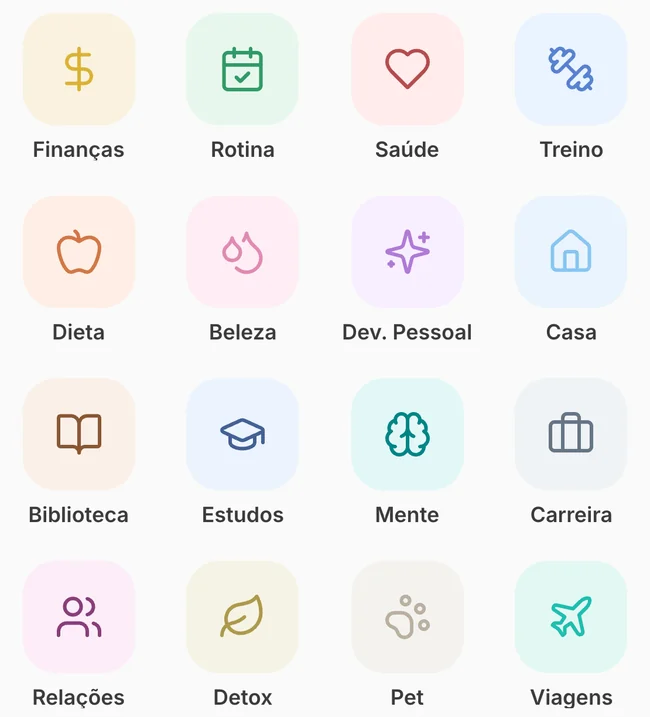 Finanças
Rotina
Saúde
Treino
Dieta
Beleza
Dev. Pessoal
Casa
Biblioteca
Estudos
Mente
Carreira
Relações
Detox
Pet
Viagens